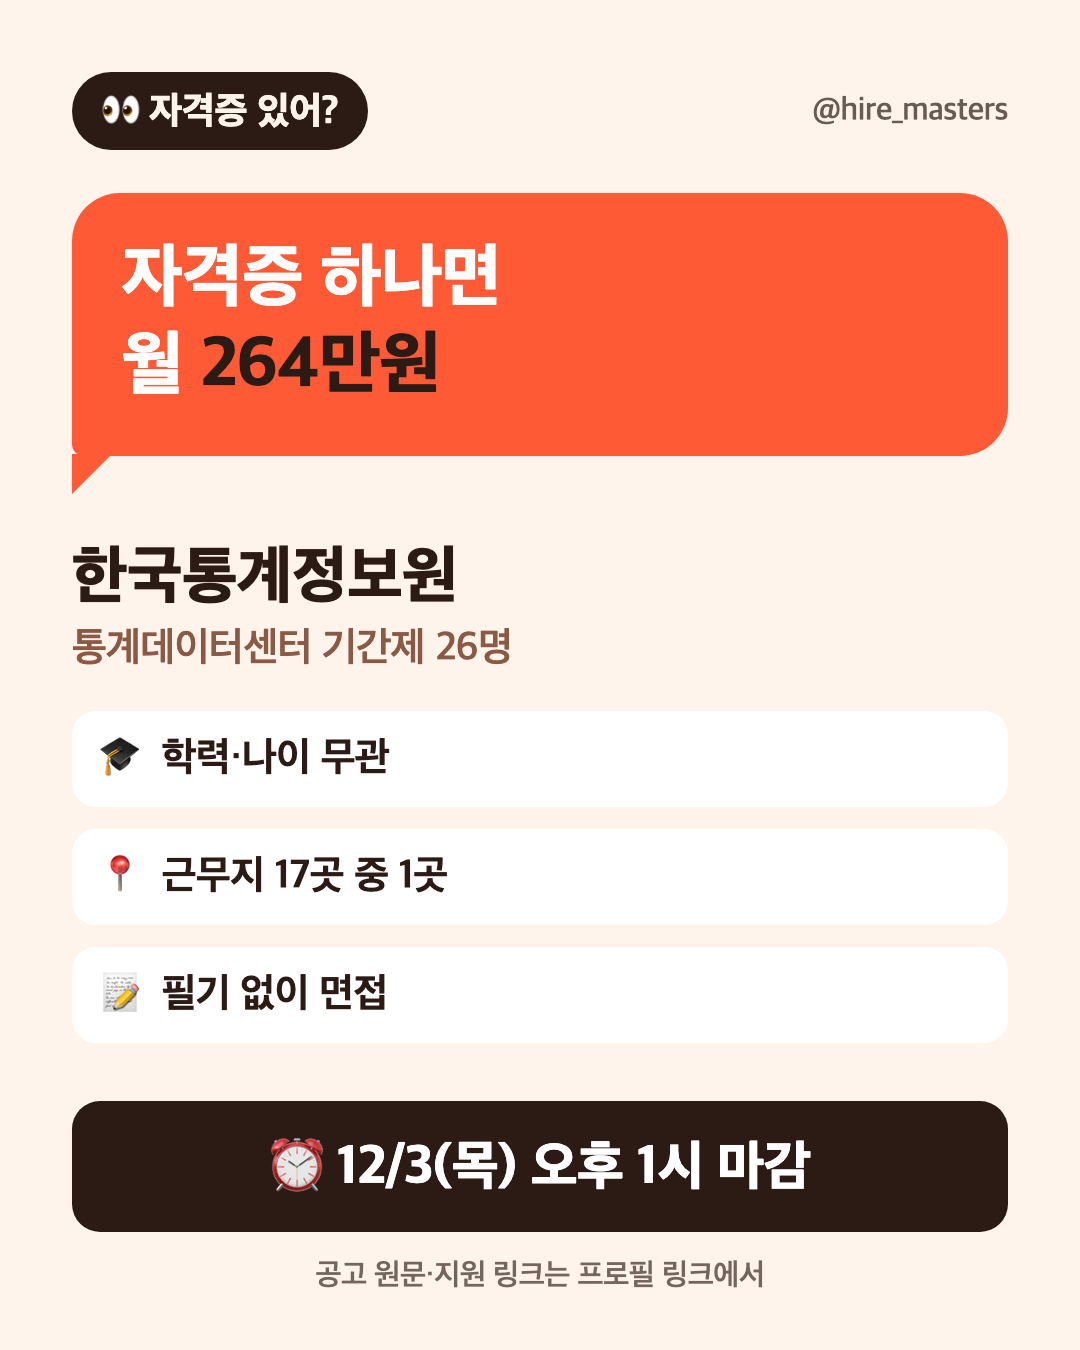 👀 자격증 있어?
@hire_masters
자격증 하나면
월 264만원
한국통계정보원
통계데이터센터 기간제 26명
🎓 학력·나이 무관
📍 근무지 17곳 중 1곳
📝 필기 없이 면접
⏰ 12/3(목) 오후 1시 마감
공고 원문·지원 링크는 프로필 링크에서